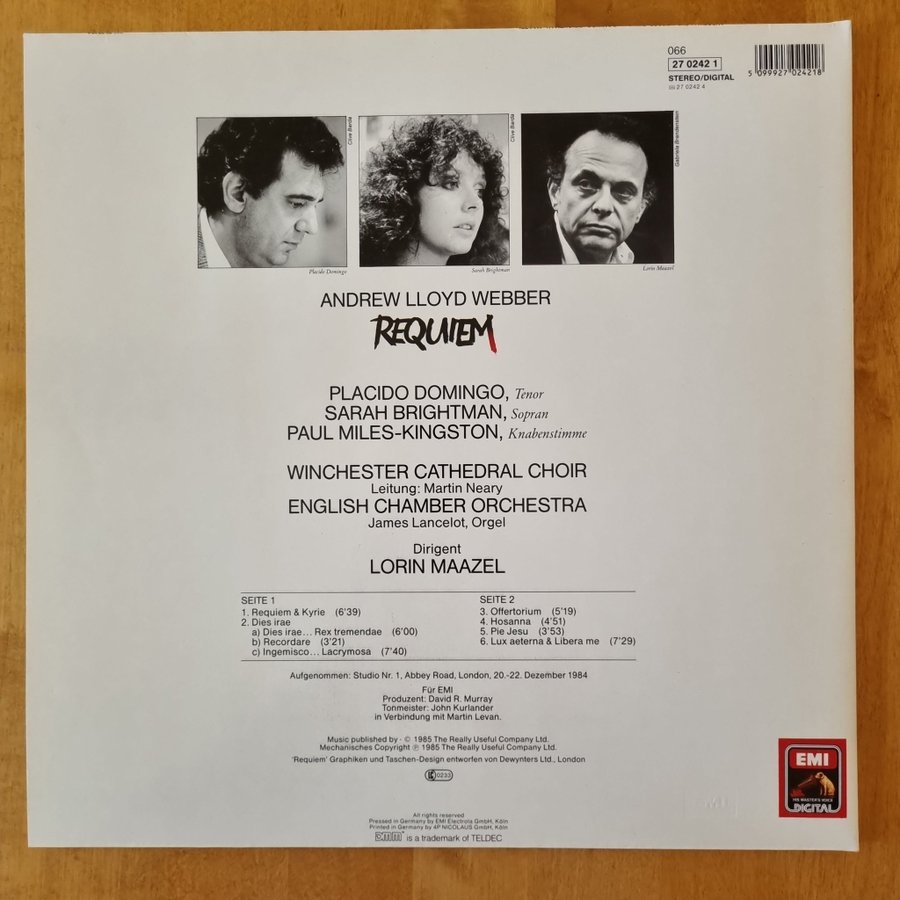 066
27 0242 1
STEREO/DIGITAL
27 0242 4
5 099927 024218
Clive Barda
Clive Barda
Gabriela Brandenstein
Placido Domingo
Sarah Brightman
Lorin Maazel
ANDREW LLOYD WEBBER
REQUIEM
PLACIDO DOMINGO, Tenor
SARAH BRIGHTMAN, Sopran
PAUL MILES-KINGSTON, Knabenstimme
WINCHESTER CATHEDRAL CHOIR
Leitung: Martin Neary
ENGLISH CHAMBER ORCHESTRA
James Lancelot, Orgel
Dirigent
LORIN MAAZEL
SEITE 1
1. Requiem & Kyrie (6'39)
2. Dies irae
a) Dies irae... Rex tremendae (6'00)
b) Recordare (3'21)
c) Ingemisco... Lacrymosa (7'40)
SEITE 2
3. Offertorium (5'19)
4. Hosanna (4'51)
5. Pie Jesu (3'53)
6. Lux aeterna & Libera me (7'29)
Aufgenommen: Studio Nr. 1, Abbey Road, London, 20.-22. Dezember 1984
Für EMI
Produzent: David R. Murray
Tonmeister: John Kurlander
in Verbindung mit Martin Levan.
Music published by - © 1985 The Really Useful Company Ltd.
Mechanisches Copyright ℗ 1985 The Really Useful Company Ltd.
'Requiem' Graphiken und Taschen-Design entworfen von Dewynters Ltd., London
0233
All rights reserved
Pressed in Germany by EMI Electrola GmbH, Köln
Printed in Germany by 4P NICOLAUS GmbH, Köln
DMM is a trademark of TELDEC
EMI
HIS MASTER'S VOICE
DIGITAL